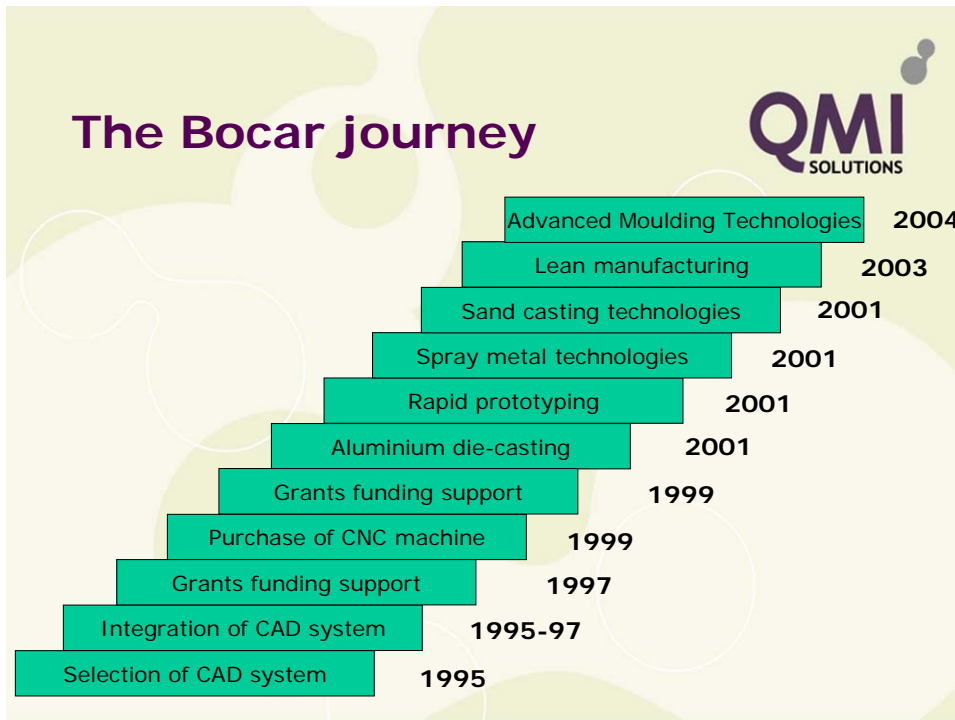 The Bocar journey
QMI
SOLUTIONS
Advanced Moulding Technologies 2004
Lean manufacturing 2003
Sand casting technologies 2001
Spray metal technologies 2001
Rapid prototyping 2001
Aluminium die-casting 2001
Grants funding support 1999
Purchase of CNC machine 1999
Grants funding support 1997
Integration of CAD system 1995-97
Selection of CAD system 1995